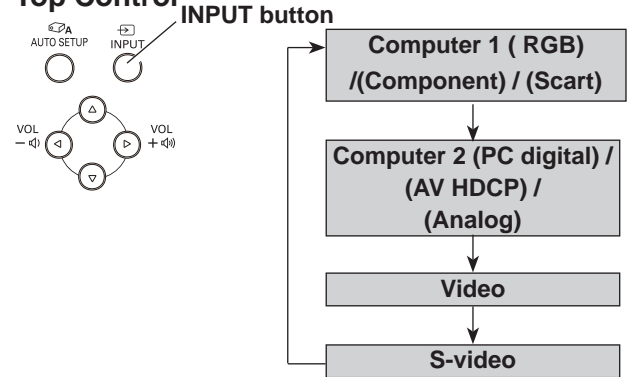 Top Control
INPUT button
A
AUTO SETUP
INPUT
VOL
−
VOL
+
Computer 1 ( RGB)
/(Component) / (Scart)
Computer 2 (PC digital) /
(AV HDCP) /
(Analog)
Video
S-video